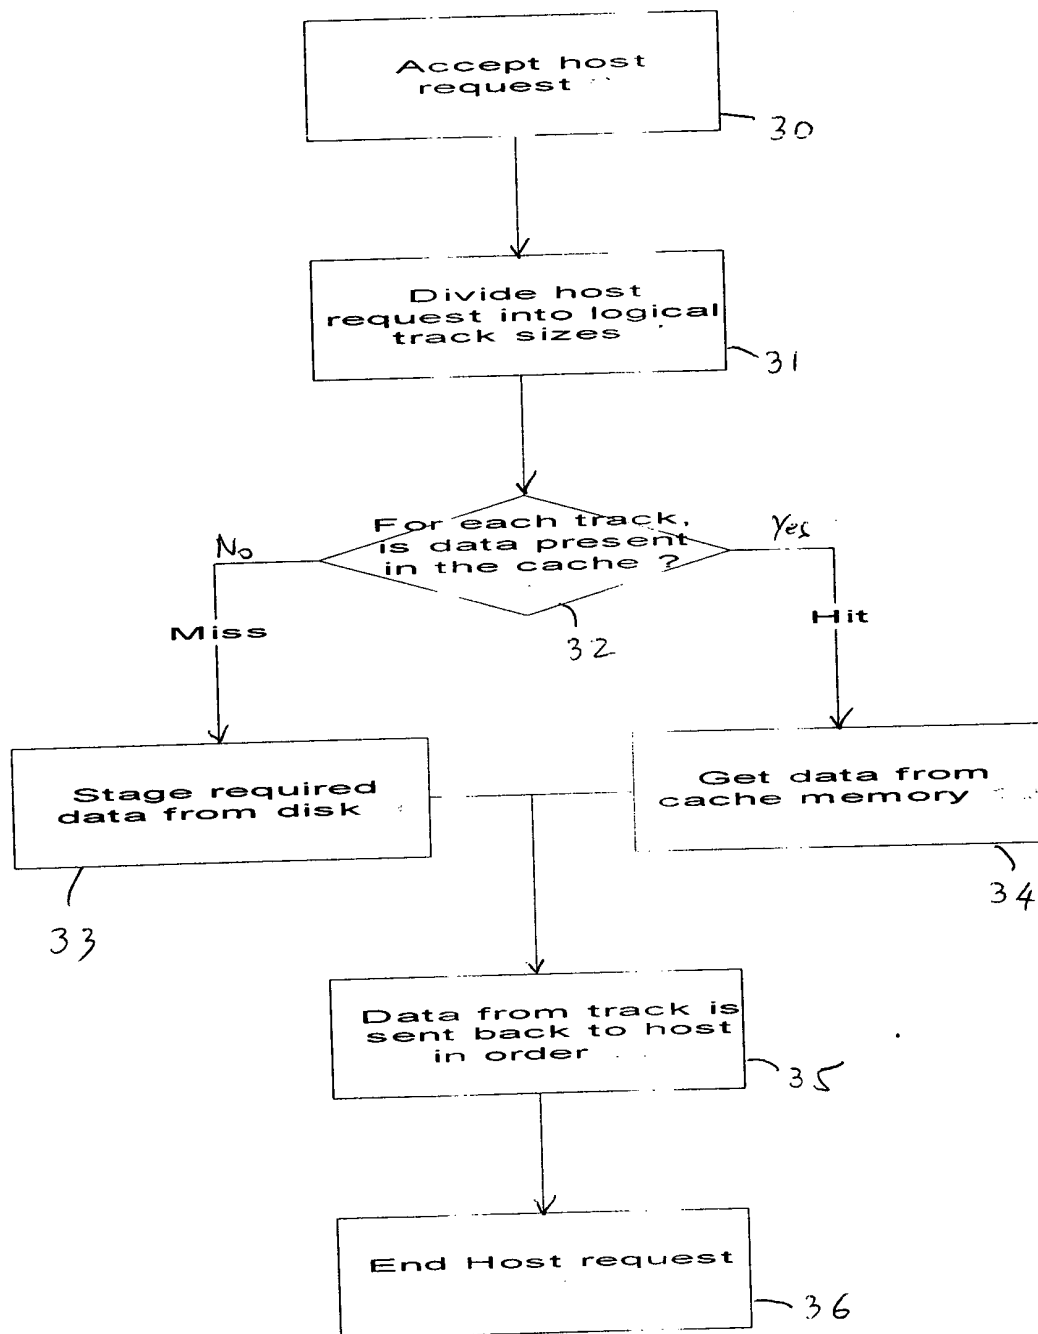 Accept host
request
30
Divide host
request into logical
track sizes
31
For each track,
is data present
in the cache ?
No
Yes
32
Miss
Hit
Stage required
data from disk
33
Get data from
cache memory
34
Data from track is
sent back to host
in order
35
End Host request
36